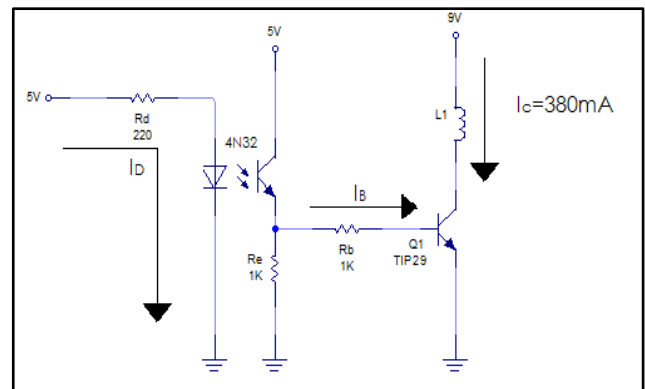 5V
9V
5V
Rd
220
4N32
L1
Ic=380mA
ID
IB
Re
1K
Rb
1K
Q1
TIP29